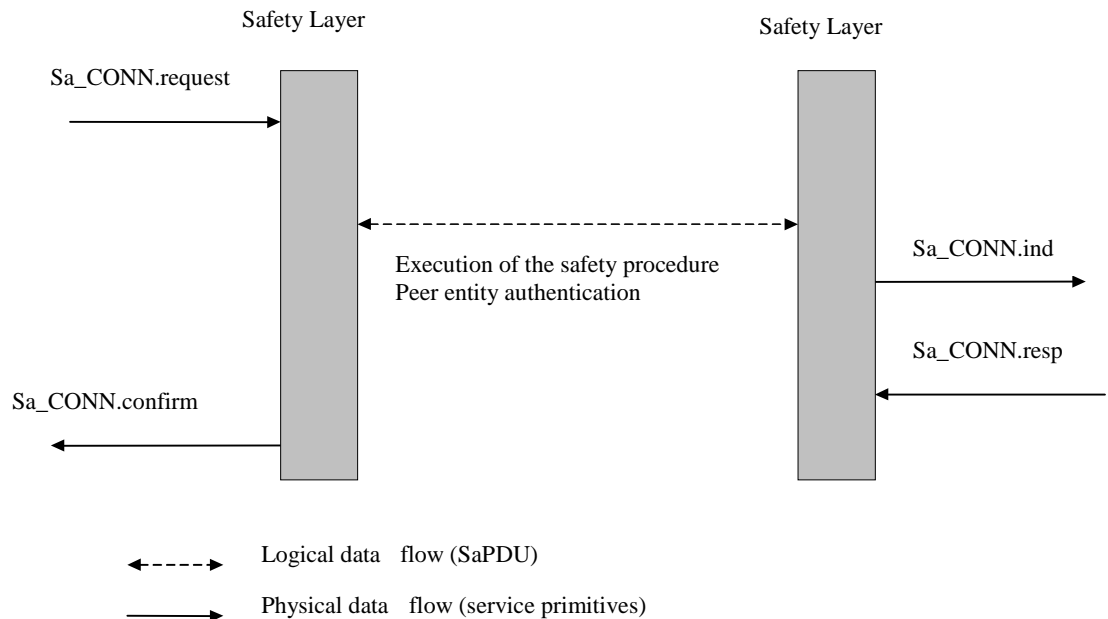 Safety Layer
Safety Layer
Sa_CONN.request
Execution of the safety procedure
Peer entity authentication
Sa_CONN.ind
Sa_CONN.resp
Sa_CONN.confirm
Logical data flow (SaPDU)
Physical data flow (service primitives)